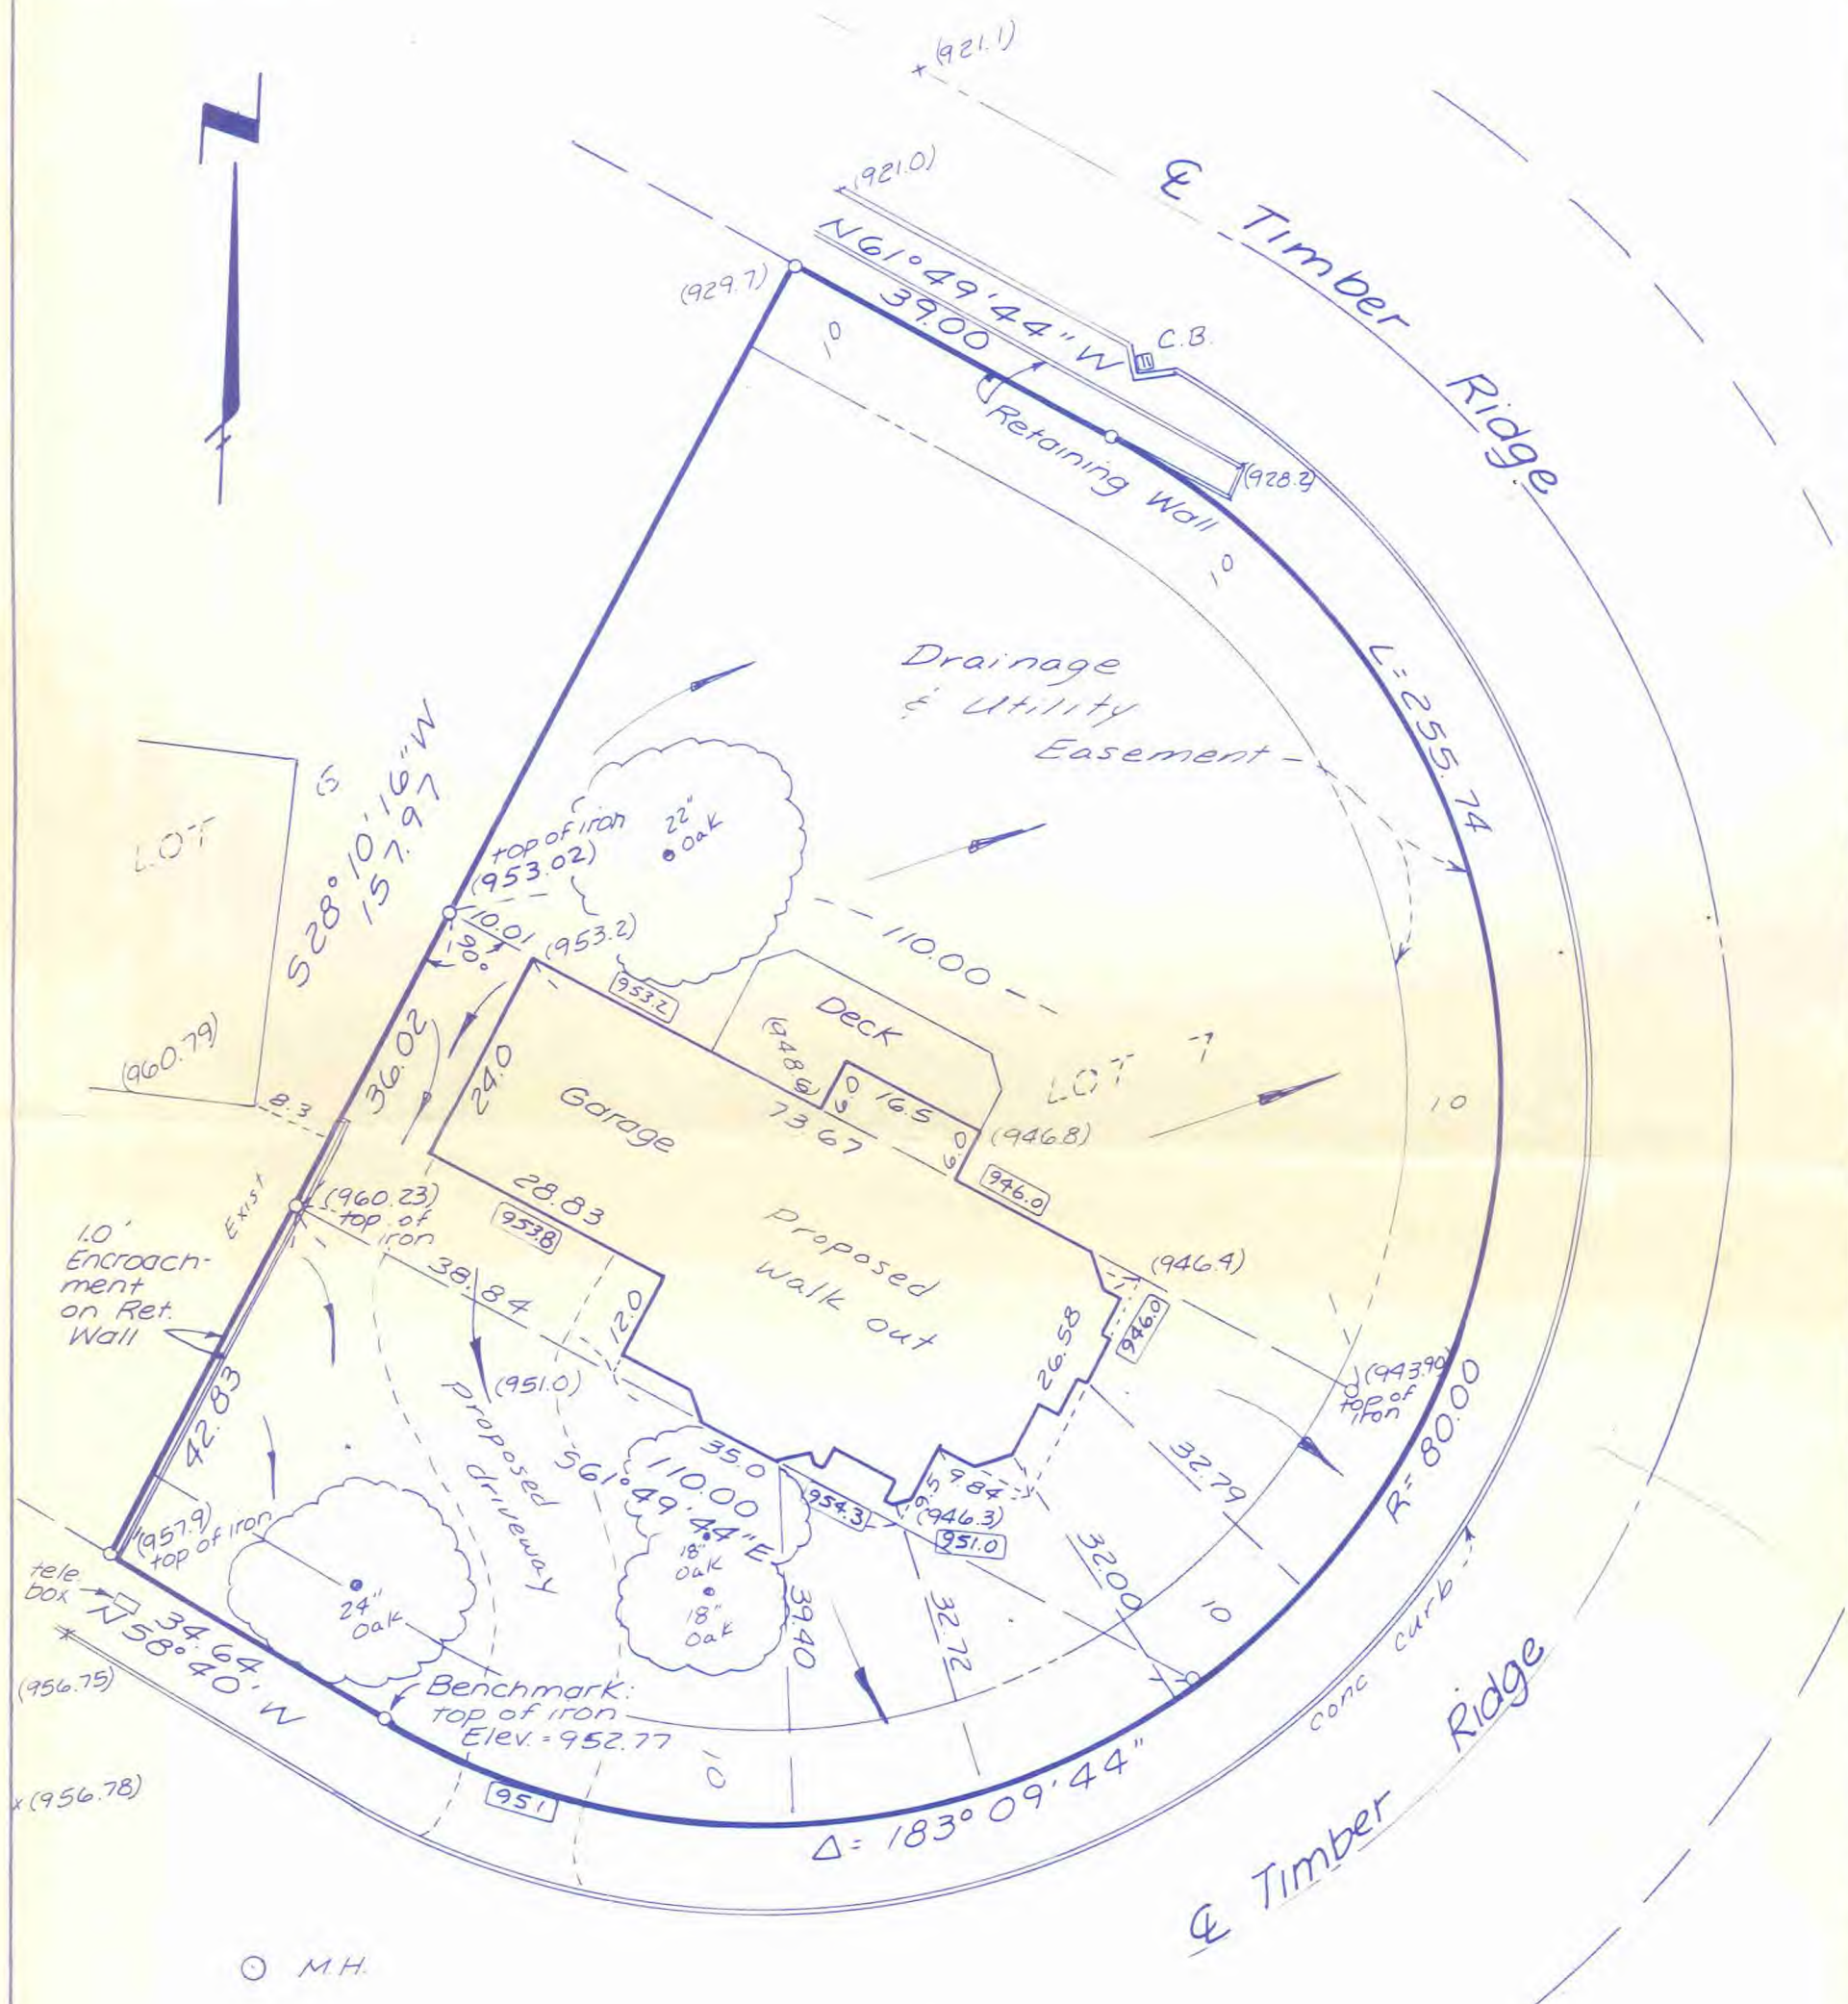 (921.1)
(921.0)
℄ Timber Ridge
N61°49'44"W
39.00
(929.7)
C.B.
10
Retaining Wall
(928.2)
10
L=255.74
Drainage
& Utility
Easement
S28°10'16"W
157.97
LOT
top of iron
(953.02)
22"
Oak
10.01
90°
(953.2)
953.2
110.00
Deck
(948.6)
6.0
16.5
73.67
6.0
(946.8)
946.0
LOT 7
10
(960.79)
8.3
36.02
24.0
Garage
28.83
953.8
Exist
(960.23)
top of
iron
38.84
12.0
Proposed
Walk out
(946.4)
946.0
26.58
1.0'
Encroach-
ment
on Ret.
Wall
42.83
(951.0)
Proposed
driveway
(943.90)
top of
iron
R=80.00
35.0
110.00
S61°49'44"E
954.3
6.5
9.84
(946.3)
951.0
32.79
32.00
32.72
39.40
10
conc curb
(957.9)
top of iron
tele.
box
34.64
N58°40'W
24"
Oak
18"
Oak
18"
Oak
(956.75)
Benchmark:
top of iron
Elev. = 952.77
10
951
x (956.78)
Δ= 183°09'44"
℄ Timber Ridge
M.H.